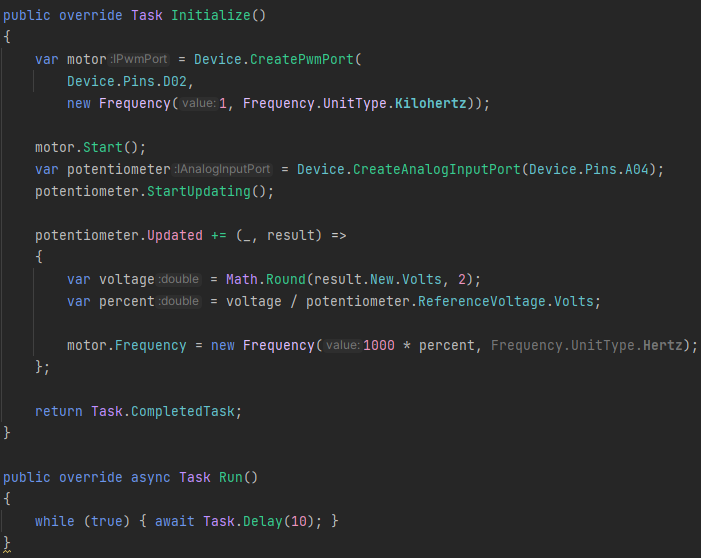 public override Task Initialize()
{
var motor :IPwmPort = Device.CreatePwmPort(
Device.Pins.D02,
new Frequency( value: 1, Frequency.UnitType.Kilohertz));
motor.Start();
var potentiometer :IAnalogInputPort = Device.CreateAnalogInputPort(Device.Pins.A04);
potentiometer.StartUpdating();
potentiometer.Updated += (_, result) =>
{
var voltage :double = Math.Round(result.New.Volts, 2);
var percent :double = voltage / potentiometer.ReferenceVoltage.Volts;
motor.Frequency = new Frequency( value: 1000 * percent, Frequency.UnitType.Hertz);
};
return Task.CompletedTask;
}
public override async Task Run()
{
while (true) { await Task.Delay(10); }
}